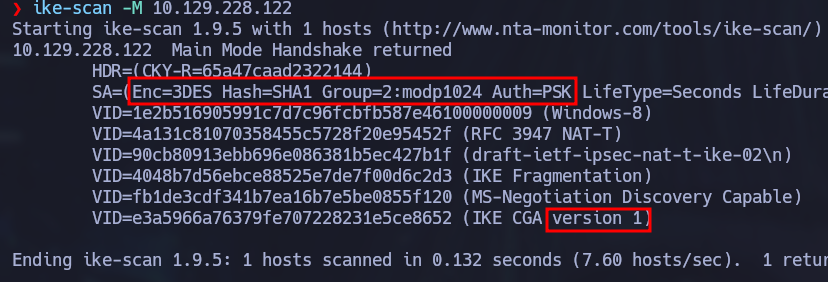 ❯ ike-scan -M 10.129.228.122
Starting ike-scan 1.9.5 with 1 hosts (http://www.nta-monitor.com/tools/ike-scan/)
10.129.228.122  Main Mode Handshake returned
HDR=(CKY-R=65a47caad2322144)
SA=(Enc=3DES Hash=SHA1 Group=2:modp1024 Auth=PSK LifeType=Seconds LifeDura
VID=1e2b516905991c7d7c96fcbfb587e46100000009 (Windows-8)
VID=4a131c81070358455c5728f20e95452f (RFC 3947 NAT-T)
VID=90cb80913ebb696e086381b5ec427b1f (draft-ietf-ipsec-nat-t-ike-02\n)
VID=4048b7d56ebce88525e7de7f00d6c2d3 (IKE Fragmentation)
VID=fb1de3cdf341b7ea16b7e5be0855f120 (MS-Negotiation Discovery Capable)
VID=e3a5966a76379fe707228231e5ce8652 (IKE CGA version 1)
Ending ike-scan 1.9.5: 1 hosts scanned in 0.132 seconds (7.60 hosts/sec).  1 retur